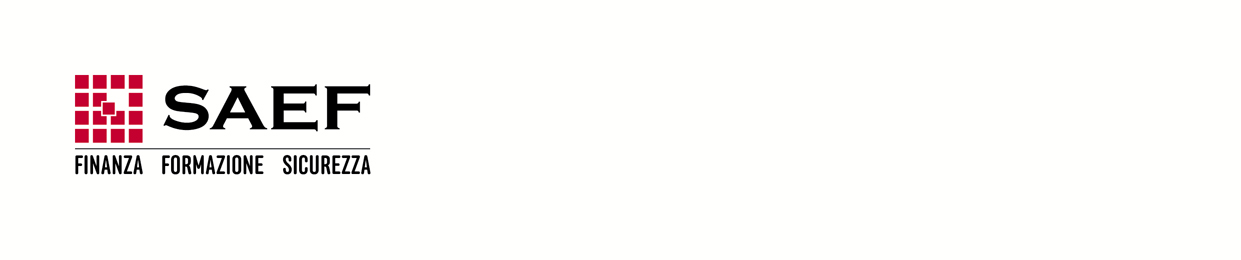 SAEF
FINANZA FORMAZIONE SICUREZZA